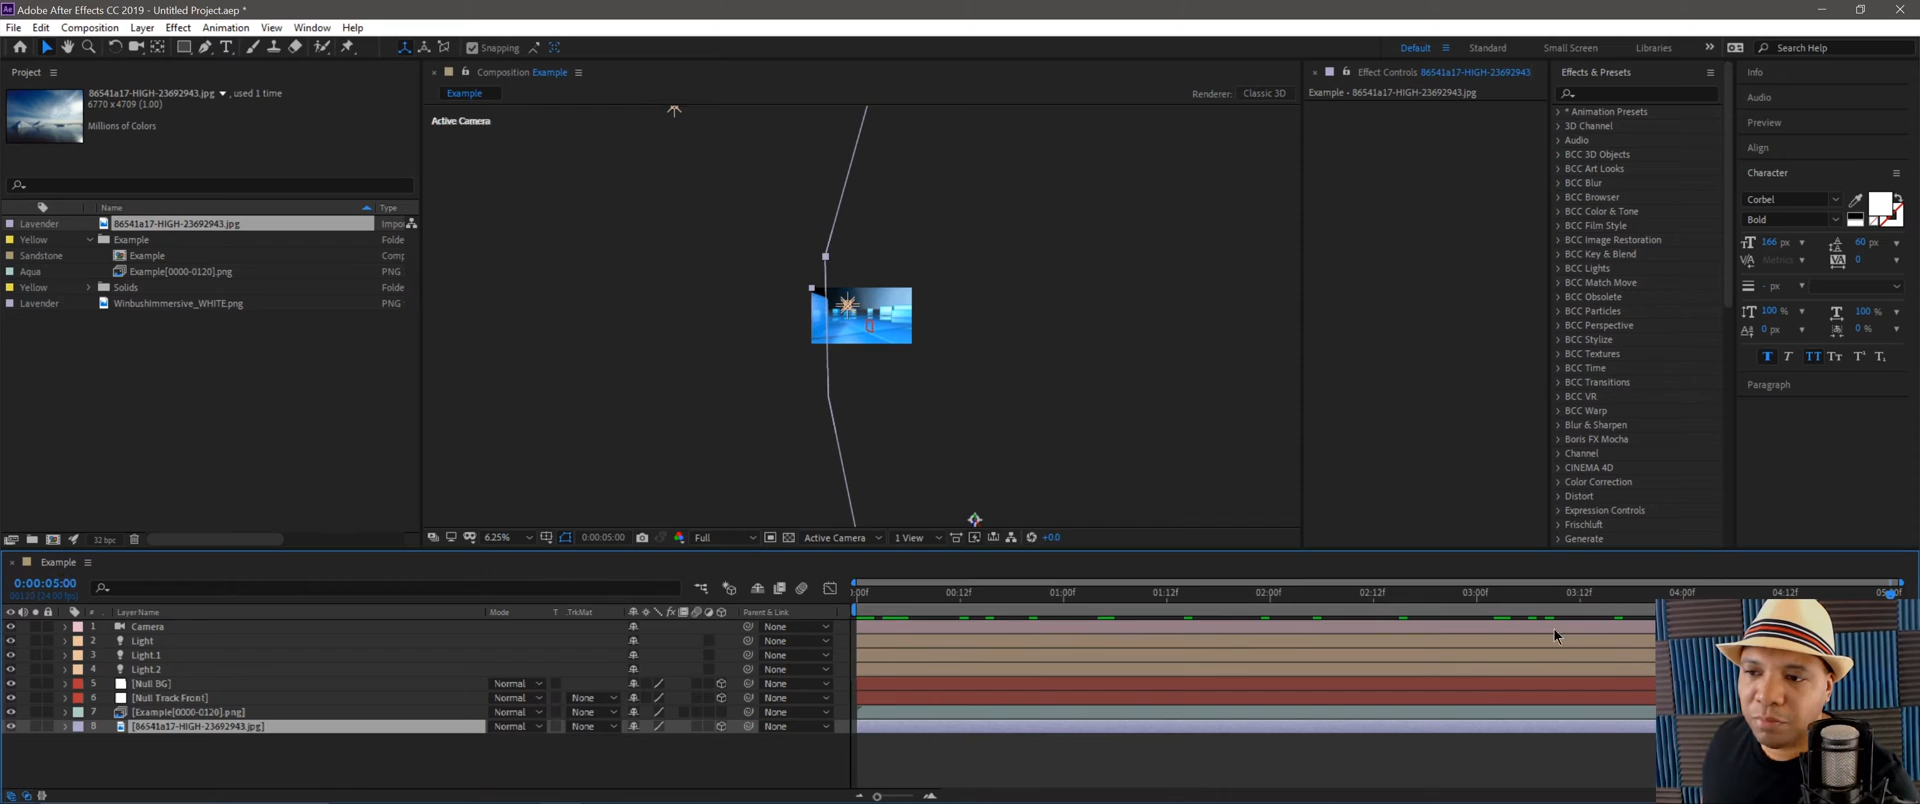 Adobe After Effects CC 2019 - Untitled Project.aep *
File Edit Composition Layer Effect Animation View Window Help
Snapping
Default Standard Small Screen Libraries Search Help
Project
86541a17-HIGH-23692943.jpg , used 1 time
6770 x 4709 (1.00)
Millions of Colors
Name Type
Lavender 86541a17-HIGH-23692943.jpg Impo
Yellow Example Folde
Sandstone Example Comp
Aqua Example[0000-0120].png PNG
Yellow Solids Folde
Lavender WinbushImmersive_WHITE.png PNG
32 bpc
Composition Example
Example
Renderer: Classic 3D
Active Camera
6.25% 0:00:05:00 Full Active Camera 1 View +0.0
Effect Controls 86541a17-HIGH-23692943
Example • 86541a17-HIGH-23692943.jpg
Effects & Presets
* Animation Presets
3D Channel
Audio
BCC 3D Objects
BCC Art Looks
BCC Blur
BCC Browser
BCC Color & Tone
BCC Film Style
BCC Image Restoration
BCC Key & Blend
BCC Lights
BCC Match Move
BCC Obsolete
BCC Particles
BCC Perspective
BCC Stylize
BCC Textures
BCC Time
BCC Transitions
BCC VR
BCC Warp
Blur & Sharpen
Boris FX Mocha
Channel
CINEMA 4D
Color Correction
Distort
Expression Controls
Frischluft
Generate
Info
Audio
Preview
Align
Character
Corbel
Bold
166 px 60 px
Metrics 0
- px
100 % 100 %
0 px 0 %
T T TT Tr T¹ T₁
Paragraph
Example
0:00:05:00
00120 (24.00 fps)
:00f 00:12f 01:00f 01:12f 02:00f 02:12f 03:00f 03:12f 04:00f 04:12f
# Layer Name Mode T .TrkMat Parent & Link
1 Camera None
2 Light None
3 Light.1 None
4 Light.2 None
5 [Null BG] Normal None
6 [Null Track Front] Normal None None
7 [Example[0000-0120].png] Normal None None
8 [86541a17-HIGH-23692943.jpg] Normal None None